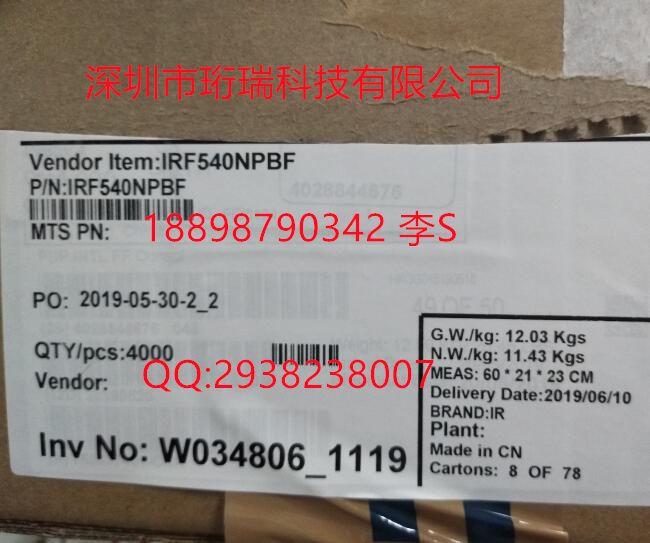 深圳市珩瑞科技有限公司
Vendor Item:IRF540NPBF
P/N:IRF540NPBF
4028844676
MTS PN:
18898790342 李S
PO: 2019-05-30-2_2
49 OF 50
QTY/pcs:4000
Vendor:
QQ:2938238007
Inv No: W034806_1119
G.W./kg: 12.03 Kgs
N.W./kg: 11.43 Kgs
MEAS: 60 * 21 * 23 CM
Delivery Date:2019/06/10
BRAND:IR
Plant:
Made in CN
Cartons: 8 OF 78